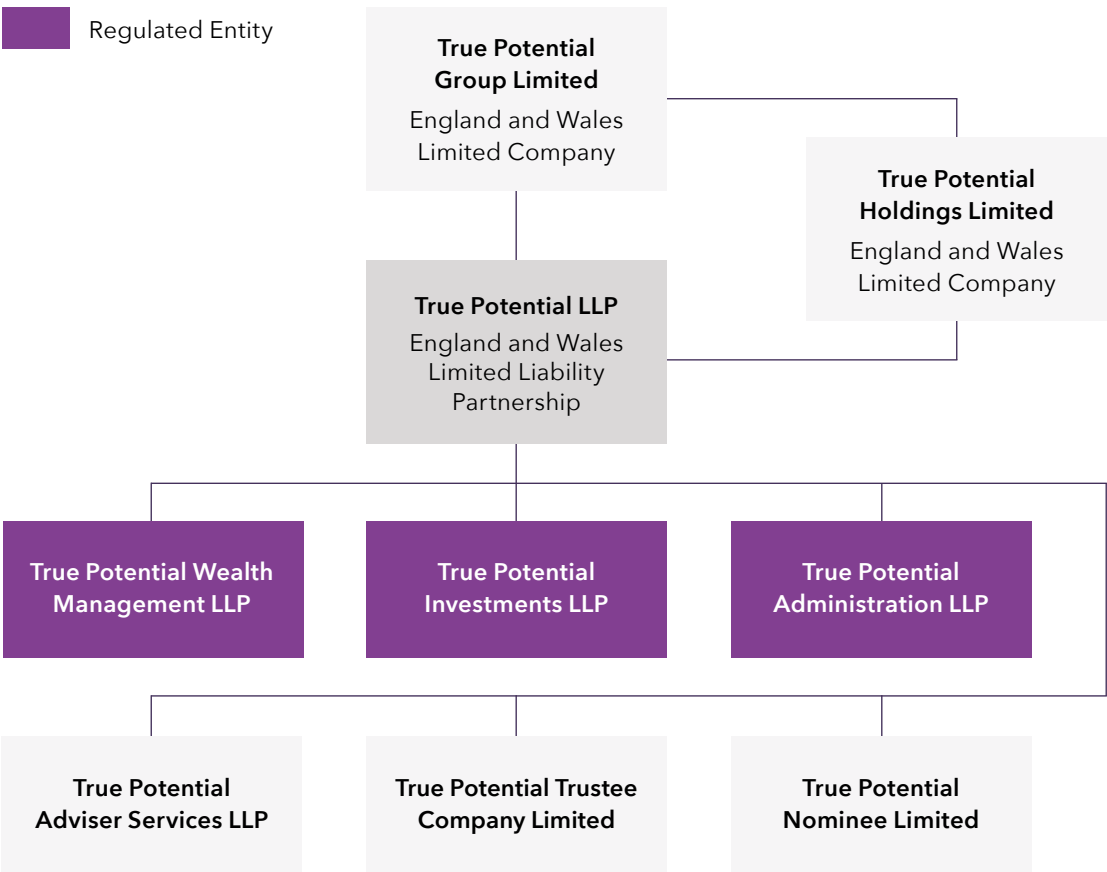 Regulated Entity
True Potential
Group Limited
England and Wales
Limited Company
True Potential
Holdings Limited
England and Wales
Limited Company
True Potential LLP
England and Wales
Limited Liability
Partnership
True Potential Wealth
Management LLP
True Potential
Investments LLP
True Potential
Administration LLP
True Potential
Adviser Services LLP
True Potential Trustee
Company Limited
True Potential
Nominee Limited